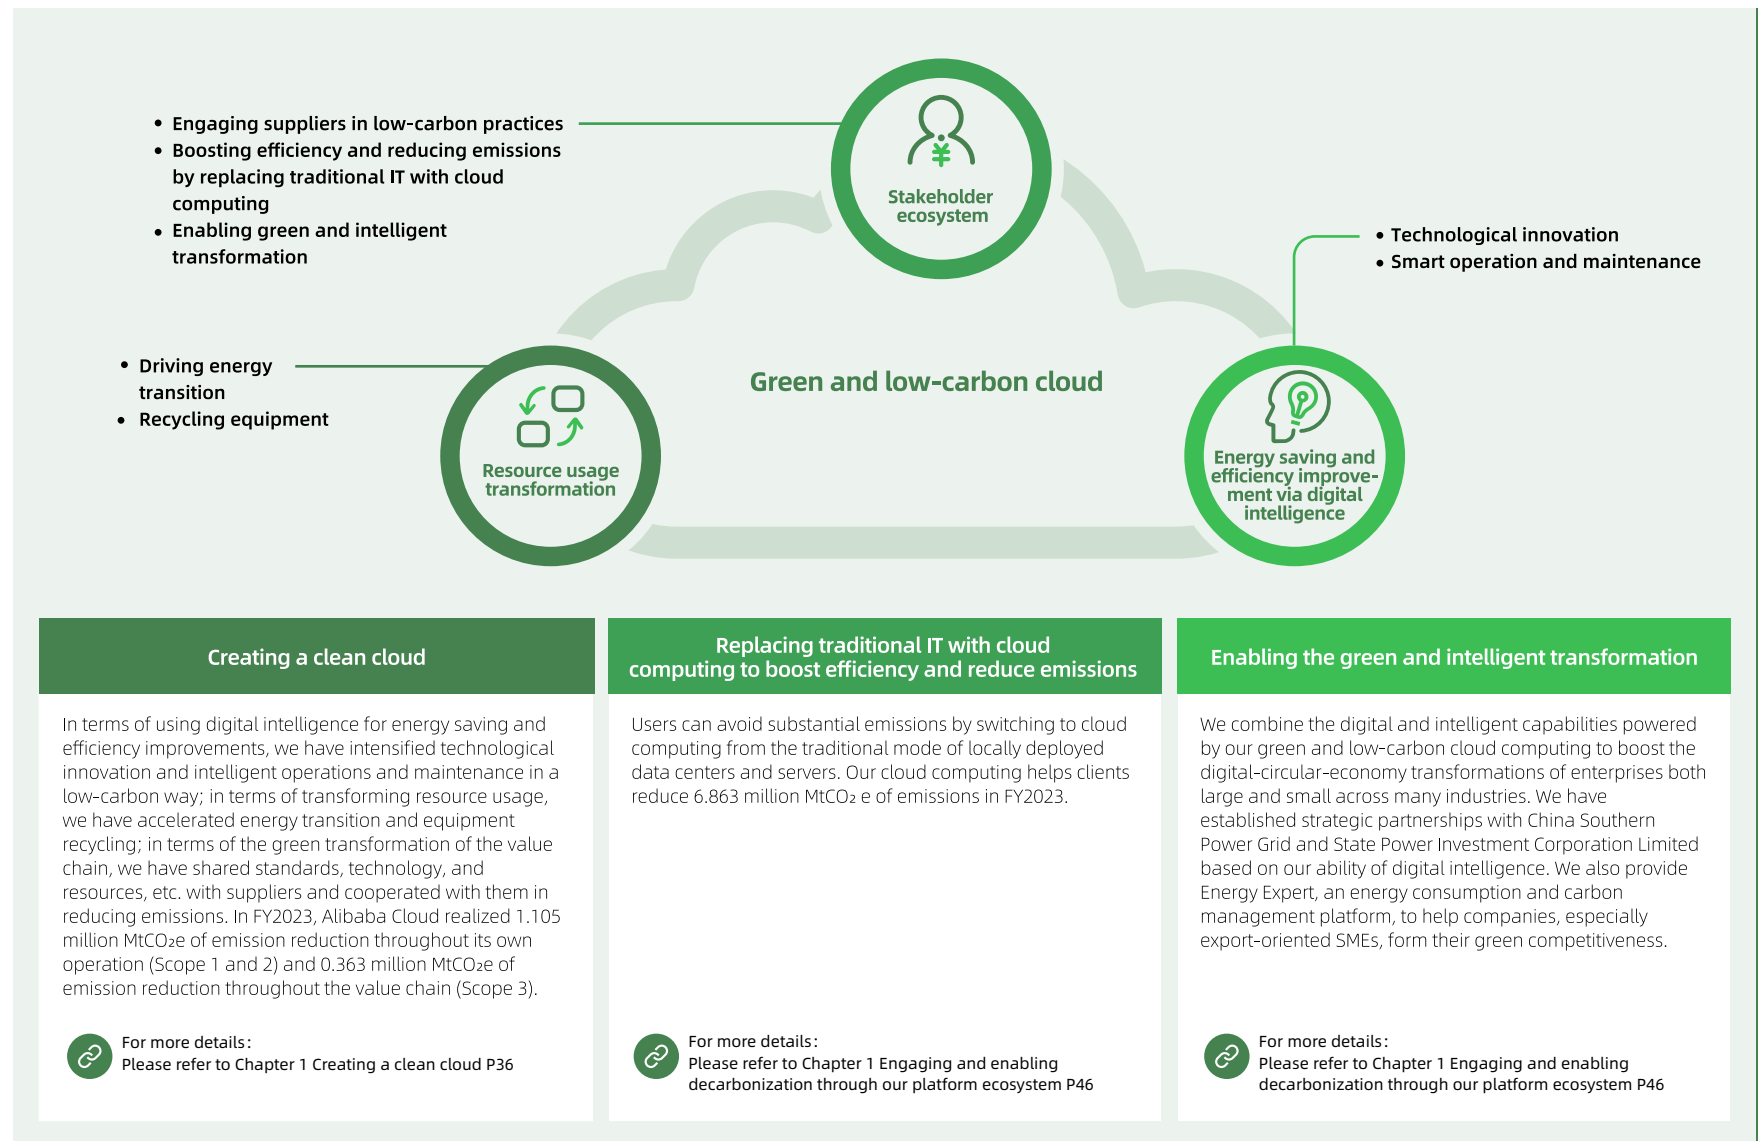 • Engaging suppliers in low-carbon practices
• Boosting efficiency and reducing emissions
by replacing traditional IT with cloud
computing
• Enabling green and intelligent
transformation
¥
Stakeholder
ecosystem
• Technological innovation
• Smart operation and maintenance
• Driving energy
transition
• Recycling equipment
Green and low-carbon cloud
Resource usage
transformation
Energy saving and
efficiency improve-
ment via digital
intelligence
Creating a clean cloud
In terms of using digital intelligence for energy saving and
efficiency improvements, we have intensified technological
innovation and intelligent operations and maintenance in a
low-carbon way; in terms of transforming resource usage,
we have accelerated energy transition and equipment
recycling; in terms of the green transformation of the value
chain, we have shared standards, technology, and
resources, etc. with suppliers and cooperated with them in
reducing emissions. In FY2023, Alibaba Cloud realized 1.105
million MtCO₂e of emission reduction throughout its own
operation (Scope 1 and 2) and 0.363 million MtCO₂e of
emission reduction throughout the value chain (Scope 3).
For more details:
Please refer to Chapter 1 Creating a clean cloud P36
Replacing traditional IT with cloud
computing to boost efficiency and reduce emissions
Users can avoid substantial emissions by switching to cloud
computing from the traditional mode of locally deployed
data centers and servers. Our cloud computing helps clients
reduce 6.863 million MtCO₂ e of emissions in FY2023.
For more details:
Please refer to Chapter 1 Engaging and enabling
decarbonization through our platform ecosystem P46
Enabling the green and intelligent transformation
We combine the digital and intelligent capabilities powered
by our green and low-carbon cloud computing to boost the
digital-circular-economy transformations of enterprises both
large and small across many industries. We have
established strategic partnerships with China Southern
Power Grid and State Power Investment Corporation Limited
based on our ability of digital intelligence. We also provide
Energy Expert, an energy consumption and carbon
management platform, to help companies, especially
export-oriented SMEs, form their green competitiveness.
For more details:
Please refer to Chapter 1 Engaging and enabling
decarbonization through our platform ecosystem P46